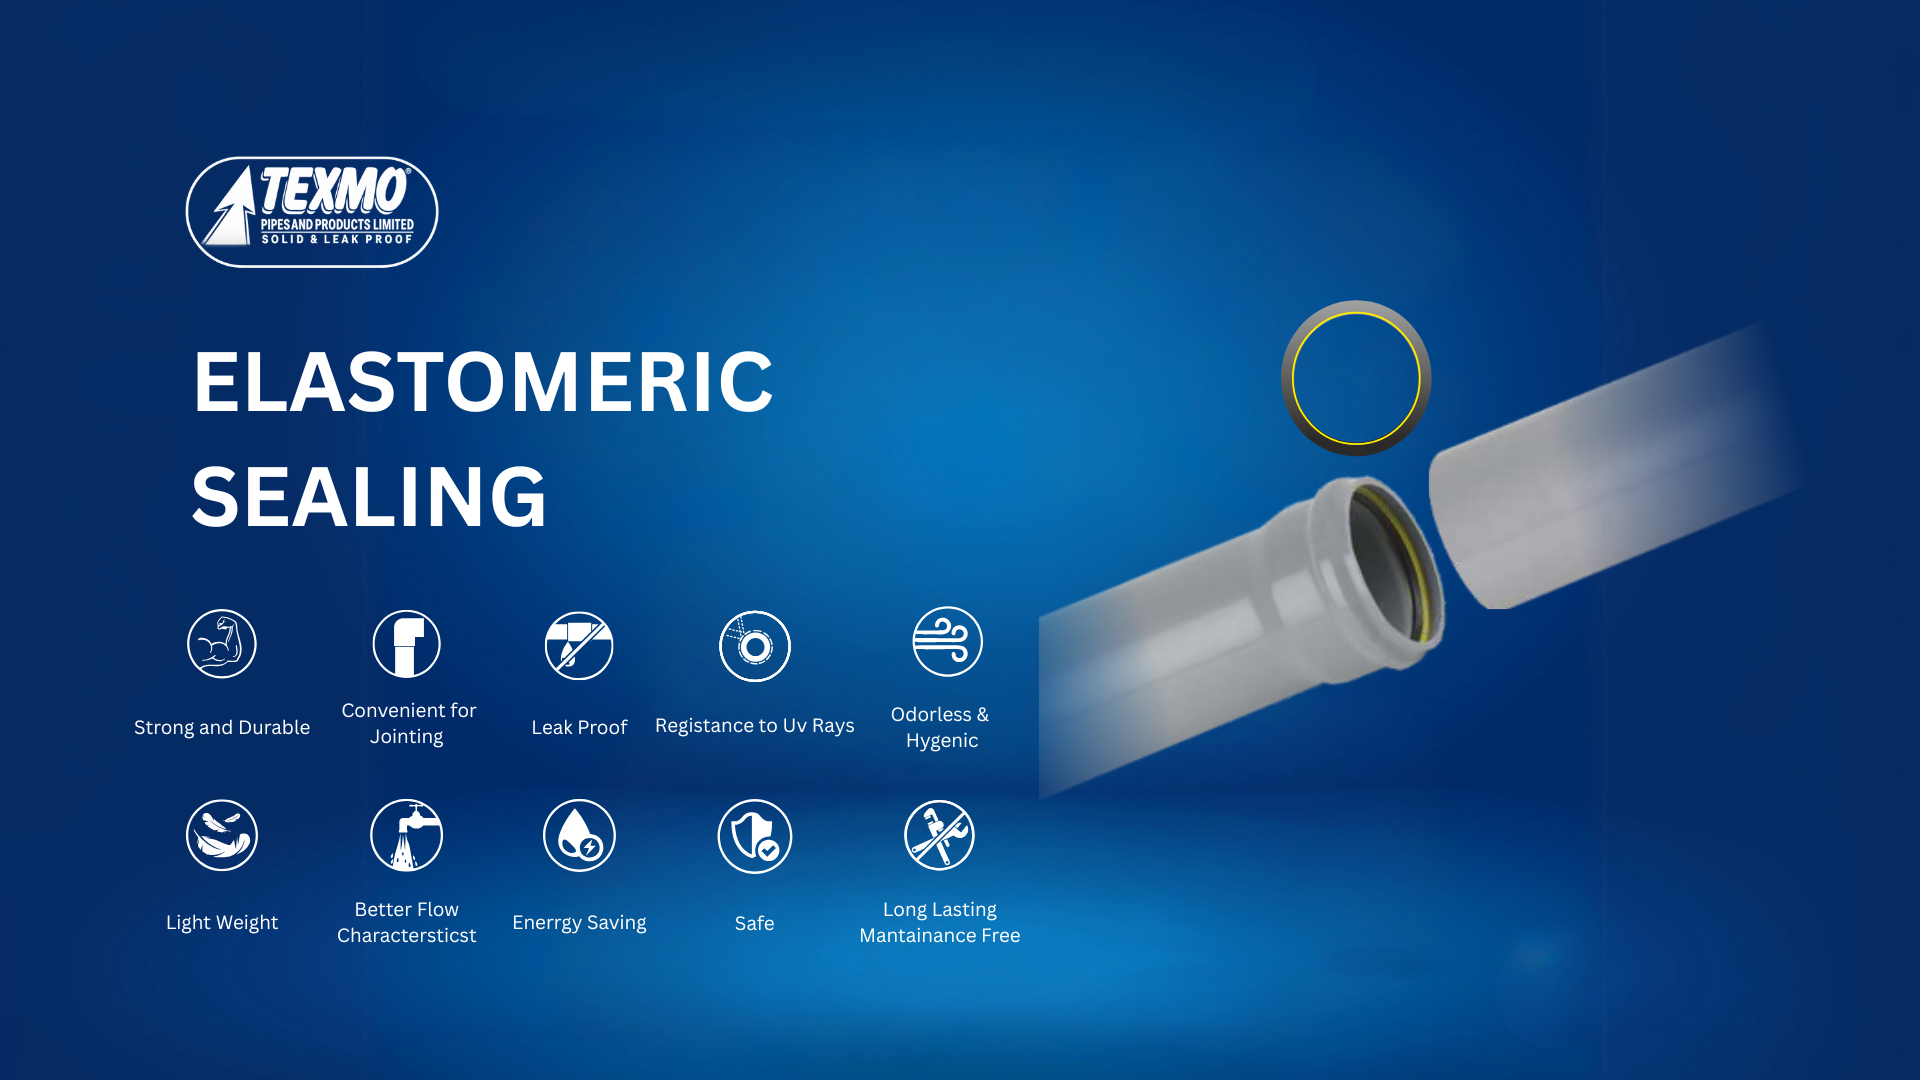 TEXMO®
PIPES AND PRODUCTS LIMITED
SOLID & LEAK PROOF
ELASTOMERIC
SEALING
Strong and Durable
Convenient for
Jointing
Leak Proof
Registance to Uv Rays
Odorless &
Hygenic
Light Weight
Better Flow
Charactersticst
Enerrgy Saving
Safe
Long Lasting
Mantainance Free